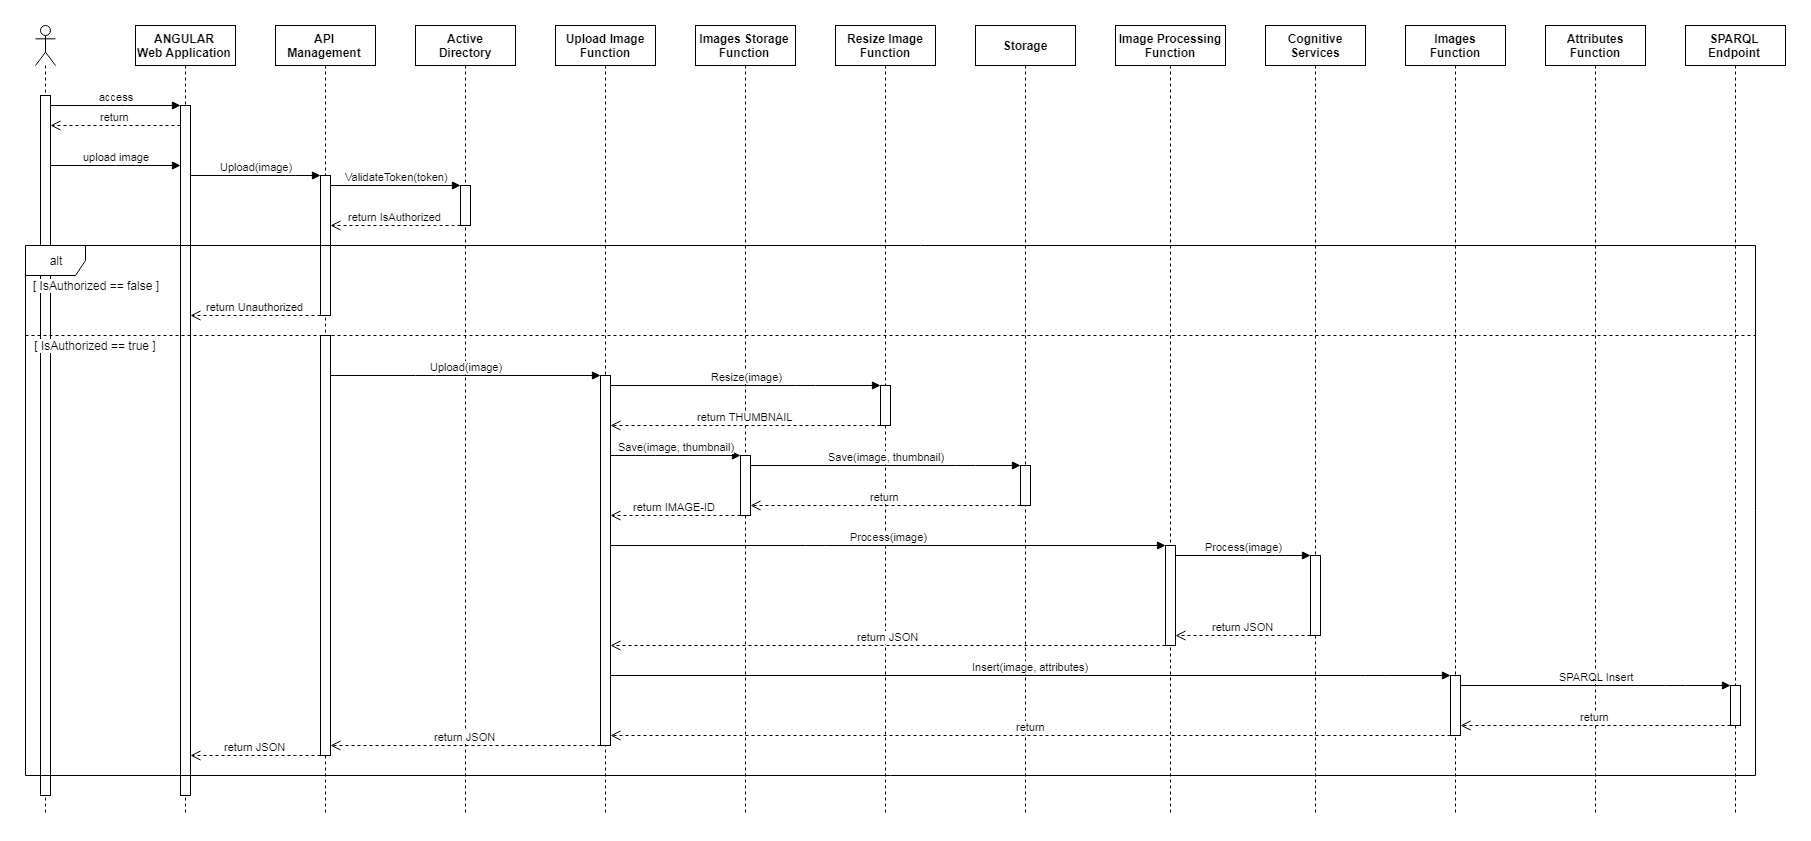 ANGULAR
Web Application
API
Management
Active
Directory
Upload Image
Function
Images Storage
Function
Resize Image
Function
Storage
Image Processing
Function
Cognitive
Services
Images
Function
Attributes
Function
SPARQL
Endpoint
access
return
upload image
Upload(image)
ValidateToken(token)
return IsAuthorized
alt
[ IsAuthorized == false ]
return Unauthorized
[ IsAuthorized == true ]
Upload(image)
Resize(image)
return THUMBNAIL
Save(image, thumbnail)
Save(image, thumbnail)
return
return IMAGE-ID
Process(image)
Process(image)
return JSON
return JSON
Insert(image, attributes)
SPARQL Insert
return
return
return JSON
return JSON